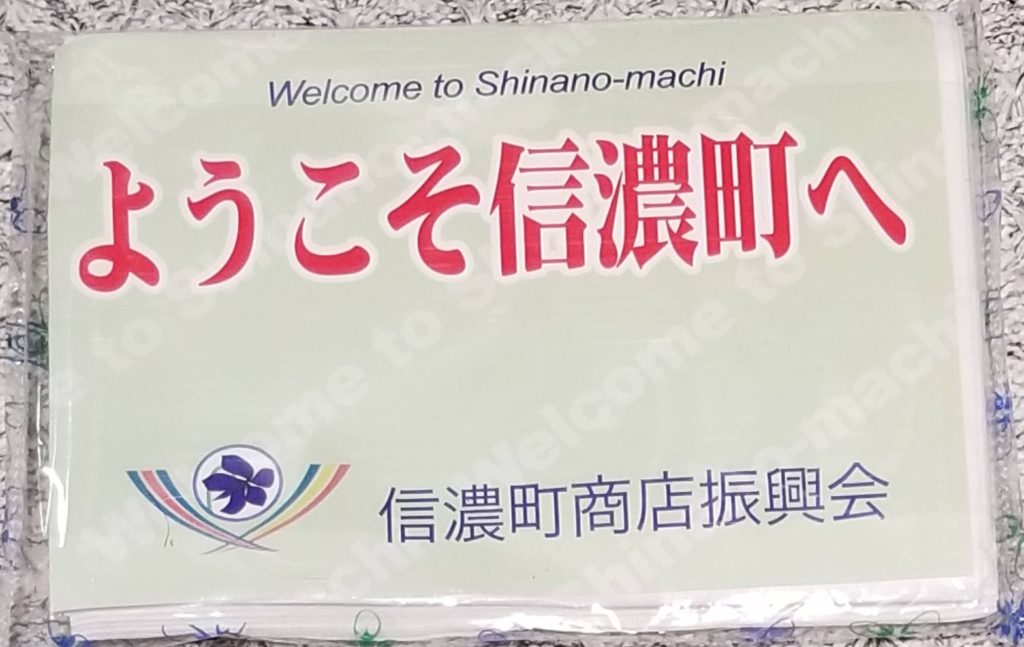 Welcome to Shinano-machi
ようこそ信濃町へ
信濃町商店振興会